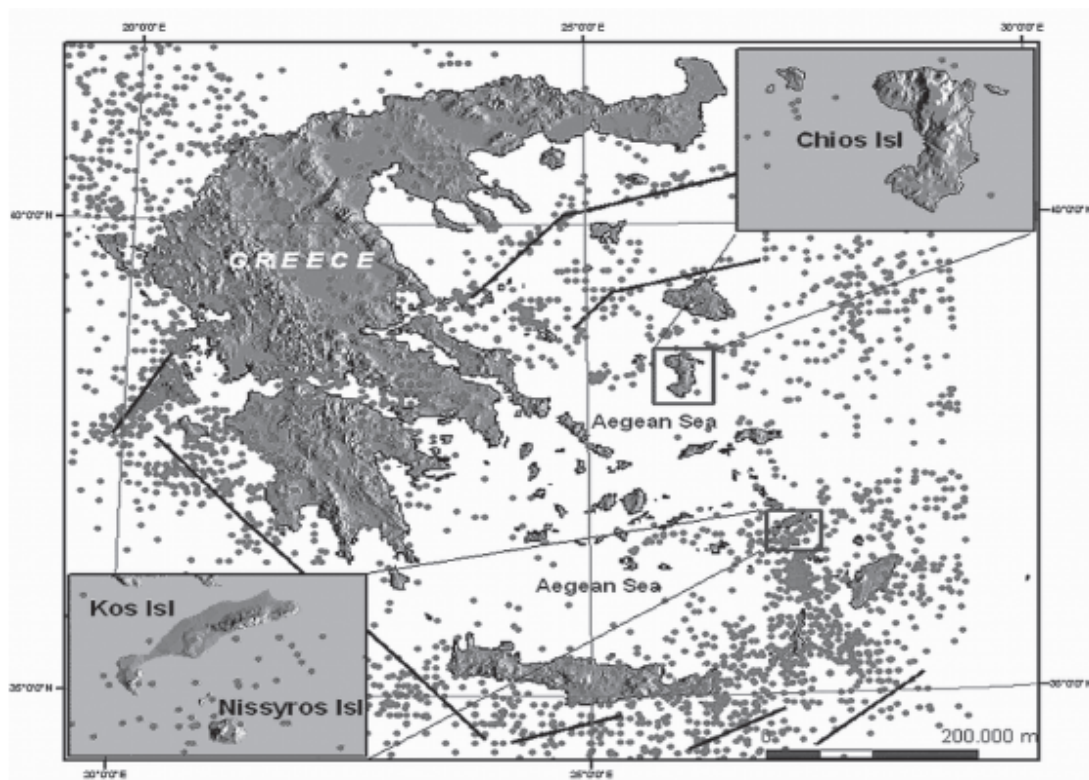 20°0'0"E 25°0'0"E 30°0'0"E
Chios Isl
40°0'0"N 40°0'0"N
GREECE
Aegean Sea
Aegean Sea
Kos Isl
Nissyros Isl
35°0'0"N 35°0'0"N
0 200.000 m
20°0'0"E 25°0'0"E